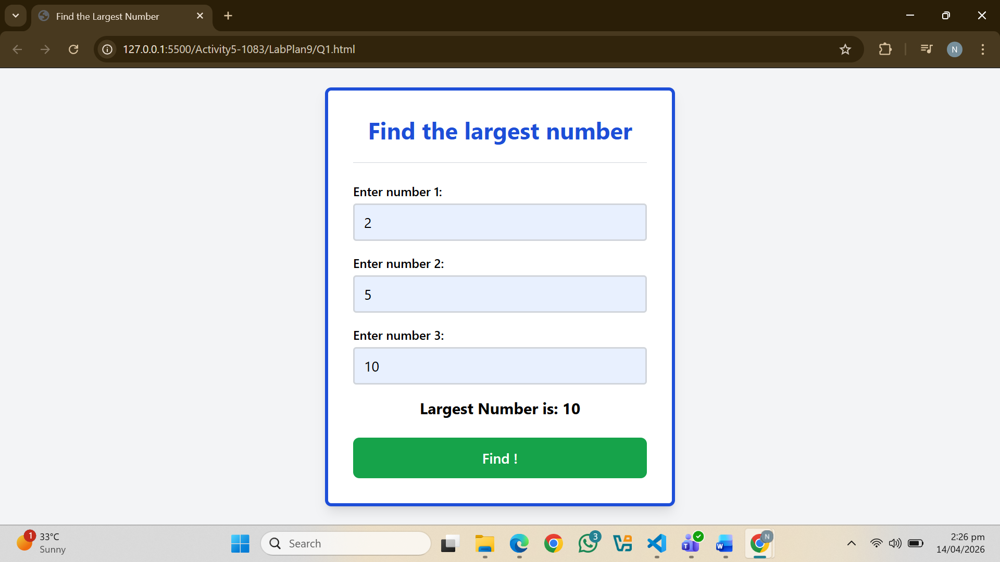 Find the Largest Number
127.0.0.1:5500/Activity5-1083/LabPlan9/Q1.html
N
Find the largest number
Enter number 1:
2
Enter number 2:
5
Enter number 3:
10
Largest Number is: 10
Find !
1
33°C
Sunny
Search
3
T
W
N
2:26 pm
14/04/2026